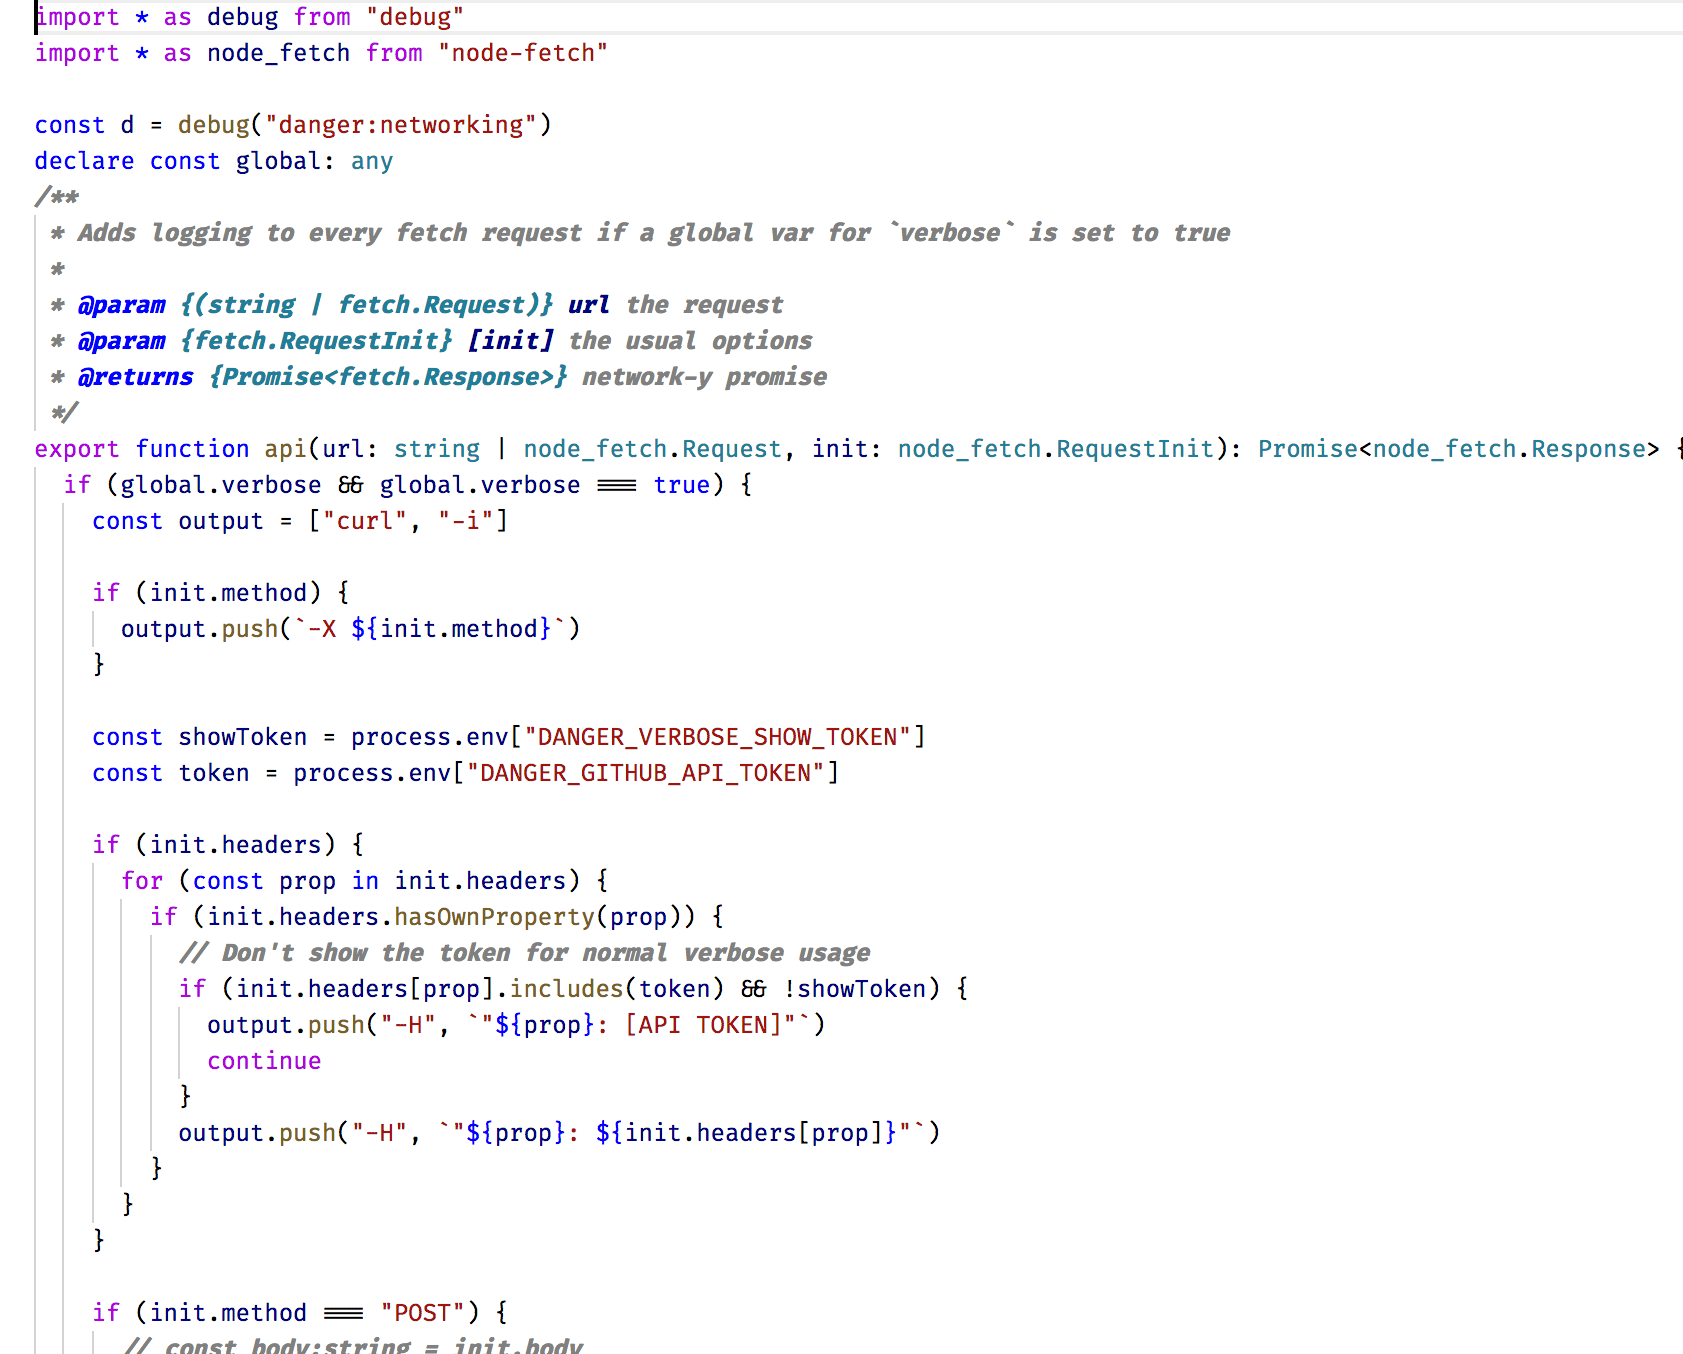 import * as debug from "debug"
import * as node_fetch from "node-fetch"

const d = debug("danger:networking")
declare const global: any
/**
 * Adds logging to every fetch request if a global var for `verbose` is set to true
 *
 * @param {(string | fetch.Request)} url the request
 * @param {fetch.RequestInit} [init] the usual options
 * @returns {Promise<fetch.Response>} network-y promise
 */
export function api(url: string | node_fetch.Request, init: node_fetch.RequestInit): Promise<node_fetch.Response> {
  if (global.verbose && global.verbose === true) {
    const output = ["curl", "-i"]

    if (init.method) {
      output.push(`-X ${init.method}`)
    }

    const showToken = process.env["DANGER_VERBOSE_SHOW_TOKEN"]
    const token = process.env["DANGER_GITHUB_API_TOKEN"]

    if (init.headers) {
      for (const prop in init.headers) {
        if (init.headers.hasOwnProperty(prop)) {
          // Don't show the token for normal verbose usage
          if (init.headers[prop].includes(token) && !showToken) {
            output.push("-H", `"${prop}: [API TOKEN]"`)
            continue
          }
          output.push("-H", `"${prop}: ${init.headers[prop]}"`)
        }
      }
    }

    if (init.method === "POST") {
      // const body:string = init.body